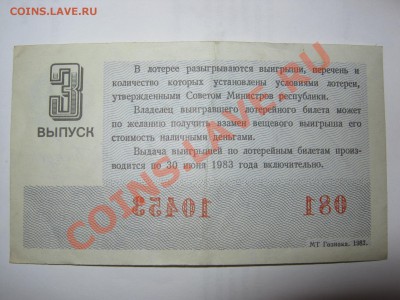 COINS.LAVE.RU
3
ВЫПУСК
В лотерее разыгрываются выигрыши, перечень и
количество которых установлены условиями лотереи,
утвержденными Советом Министров республики.
Владелец выигравшего лотерейного билета может
по желанию получить взамен вещевого выигрыша его
стоимость наличными деньгами.
Выдача выигрышей по лотерейным билетам произ-
водится по 30 июня 1983 года включительно.
10453 081
МТ Гознака. 1982.
COINS.LAVE.RU